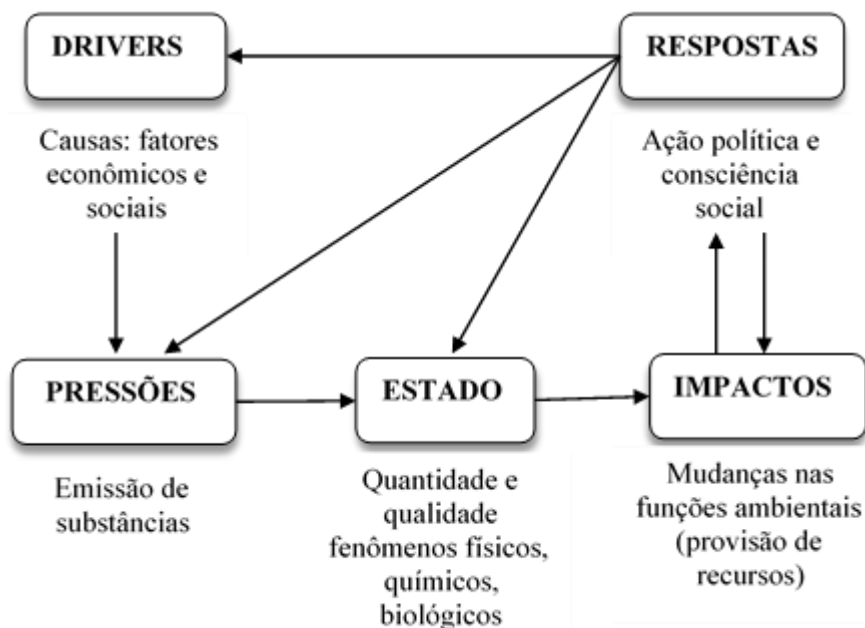 DRIVERS
Causas: fatores
econômicos e
sociais
RESPOSTAS
Ação política e
consciência
social
PRESSÕES
Emissão de
substâncias
ESTADO
Quantidade e
qualidade
fenômenos físicos,
químicos,
biológicos
IMPACTOS
Mudanças nas
funções ambientais
(provisão de
recursos)